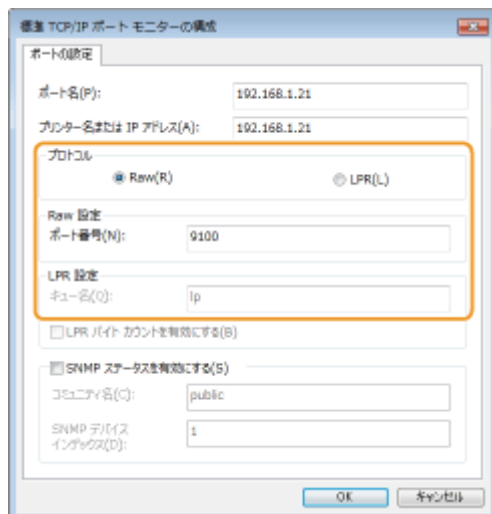 標準 TCP/IP ポート モニターの構成
ポートの設定
ポート名(P): 192.168.1.21
プリンター名または IP アドレス(A): 192.168.1.21
プロトコル
Raw(R) LPR(L)
Raw 設定
ポート番号(N): 9100
LPR 設定
キュー名(Q): lp
LPR バイト カウントを有効にする(B)
SNMP ステータスを有効にする(S)
コミュニティ名(C): public
SNMP デバイス
インデックス(D): 1
OK キャンセル